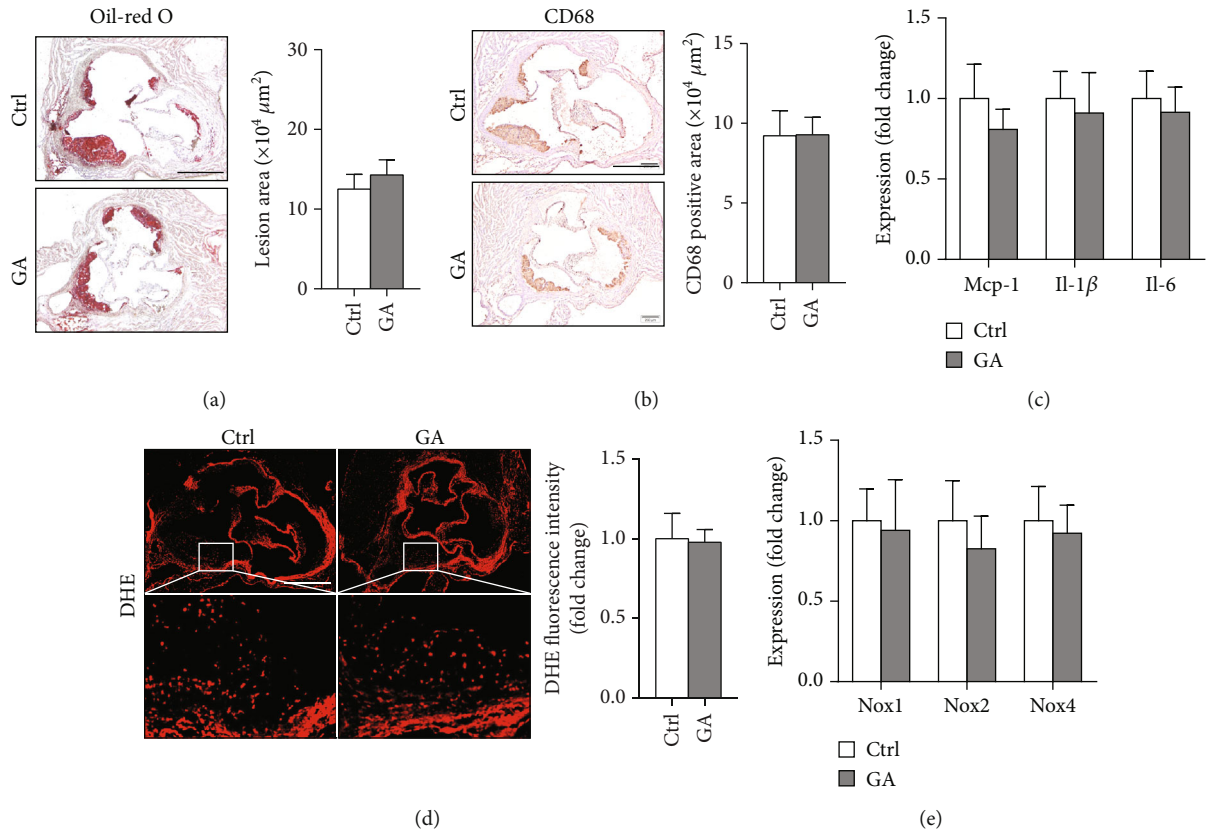 Oil-red O
Ctrl
GA
Lesion area (×10⁴ μm²)
30
20
10
0
Ctrl
GA
(a)
CD68
Ctrl
GA
CD68 positive area (×10⁴ μm²)
15
10
5
0
Ctrl
GA
(b)
Expression (fold change)
1.5
1.0
0.5
0.0
Mcp-1 Il-1β Il-6
Ctrl
GA
(c)
Ctrl GA
DHE
DHE fluorescence intensity
(fold change)
1.5
1.0
0.5
0.0
Ctrl
GA
(d)
Expression (fold change)
1.5
1.0
0.5
0.0
Nox1 Nox2 Nox4
Ctrl
GA
(e)